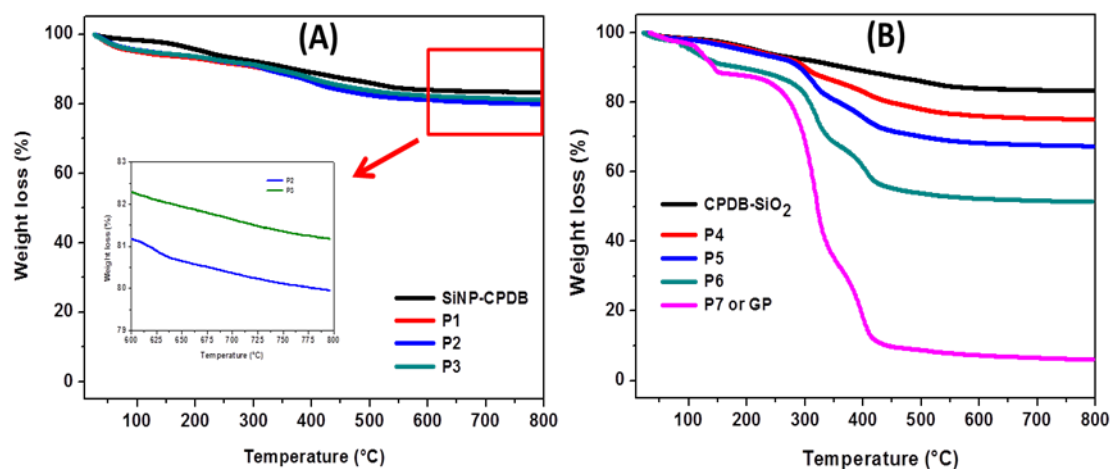 (A)
Weight loss (%)
100
80
60
40
20
0
83
82
81
80
79
Weight loss (%)
P2
P3
600 625 650 675 700 725 750 775 800
Temperature (°C)
SiNP-CPDB
P1
P2
P3
100 200 300 400 500 600 700 800
Temperature (°C)
(B)
Weight loss (%)
100
80
60
40
20
0
CPDB-SiO₂
P4
P5
P6
P7 or GP
100 200 300 400 500 600 700 800
Temperature (°C)